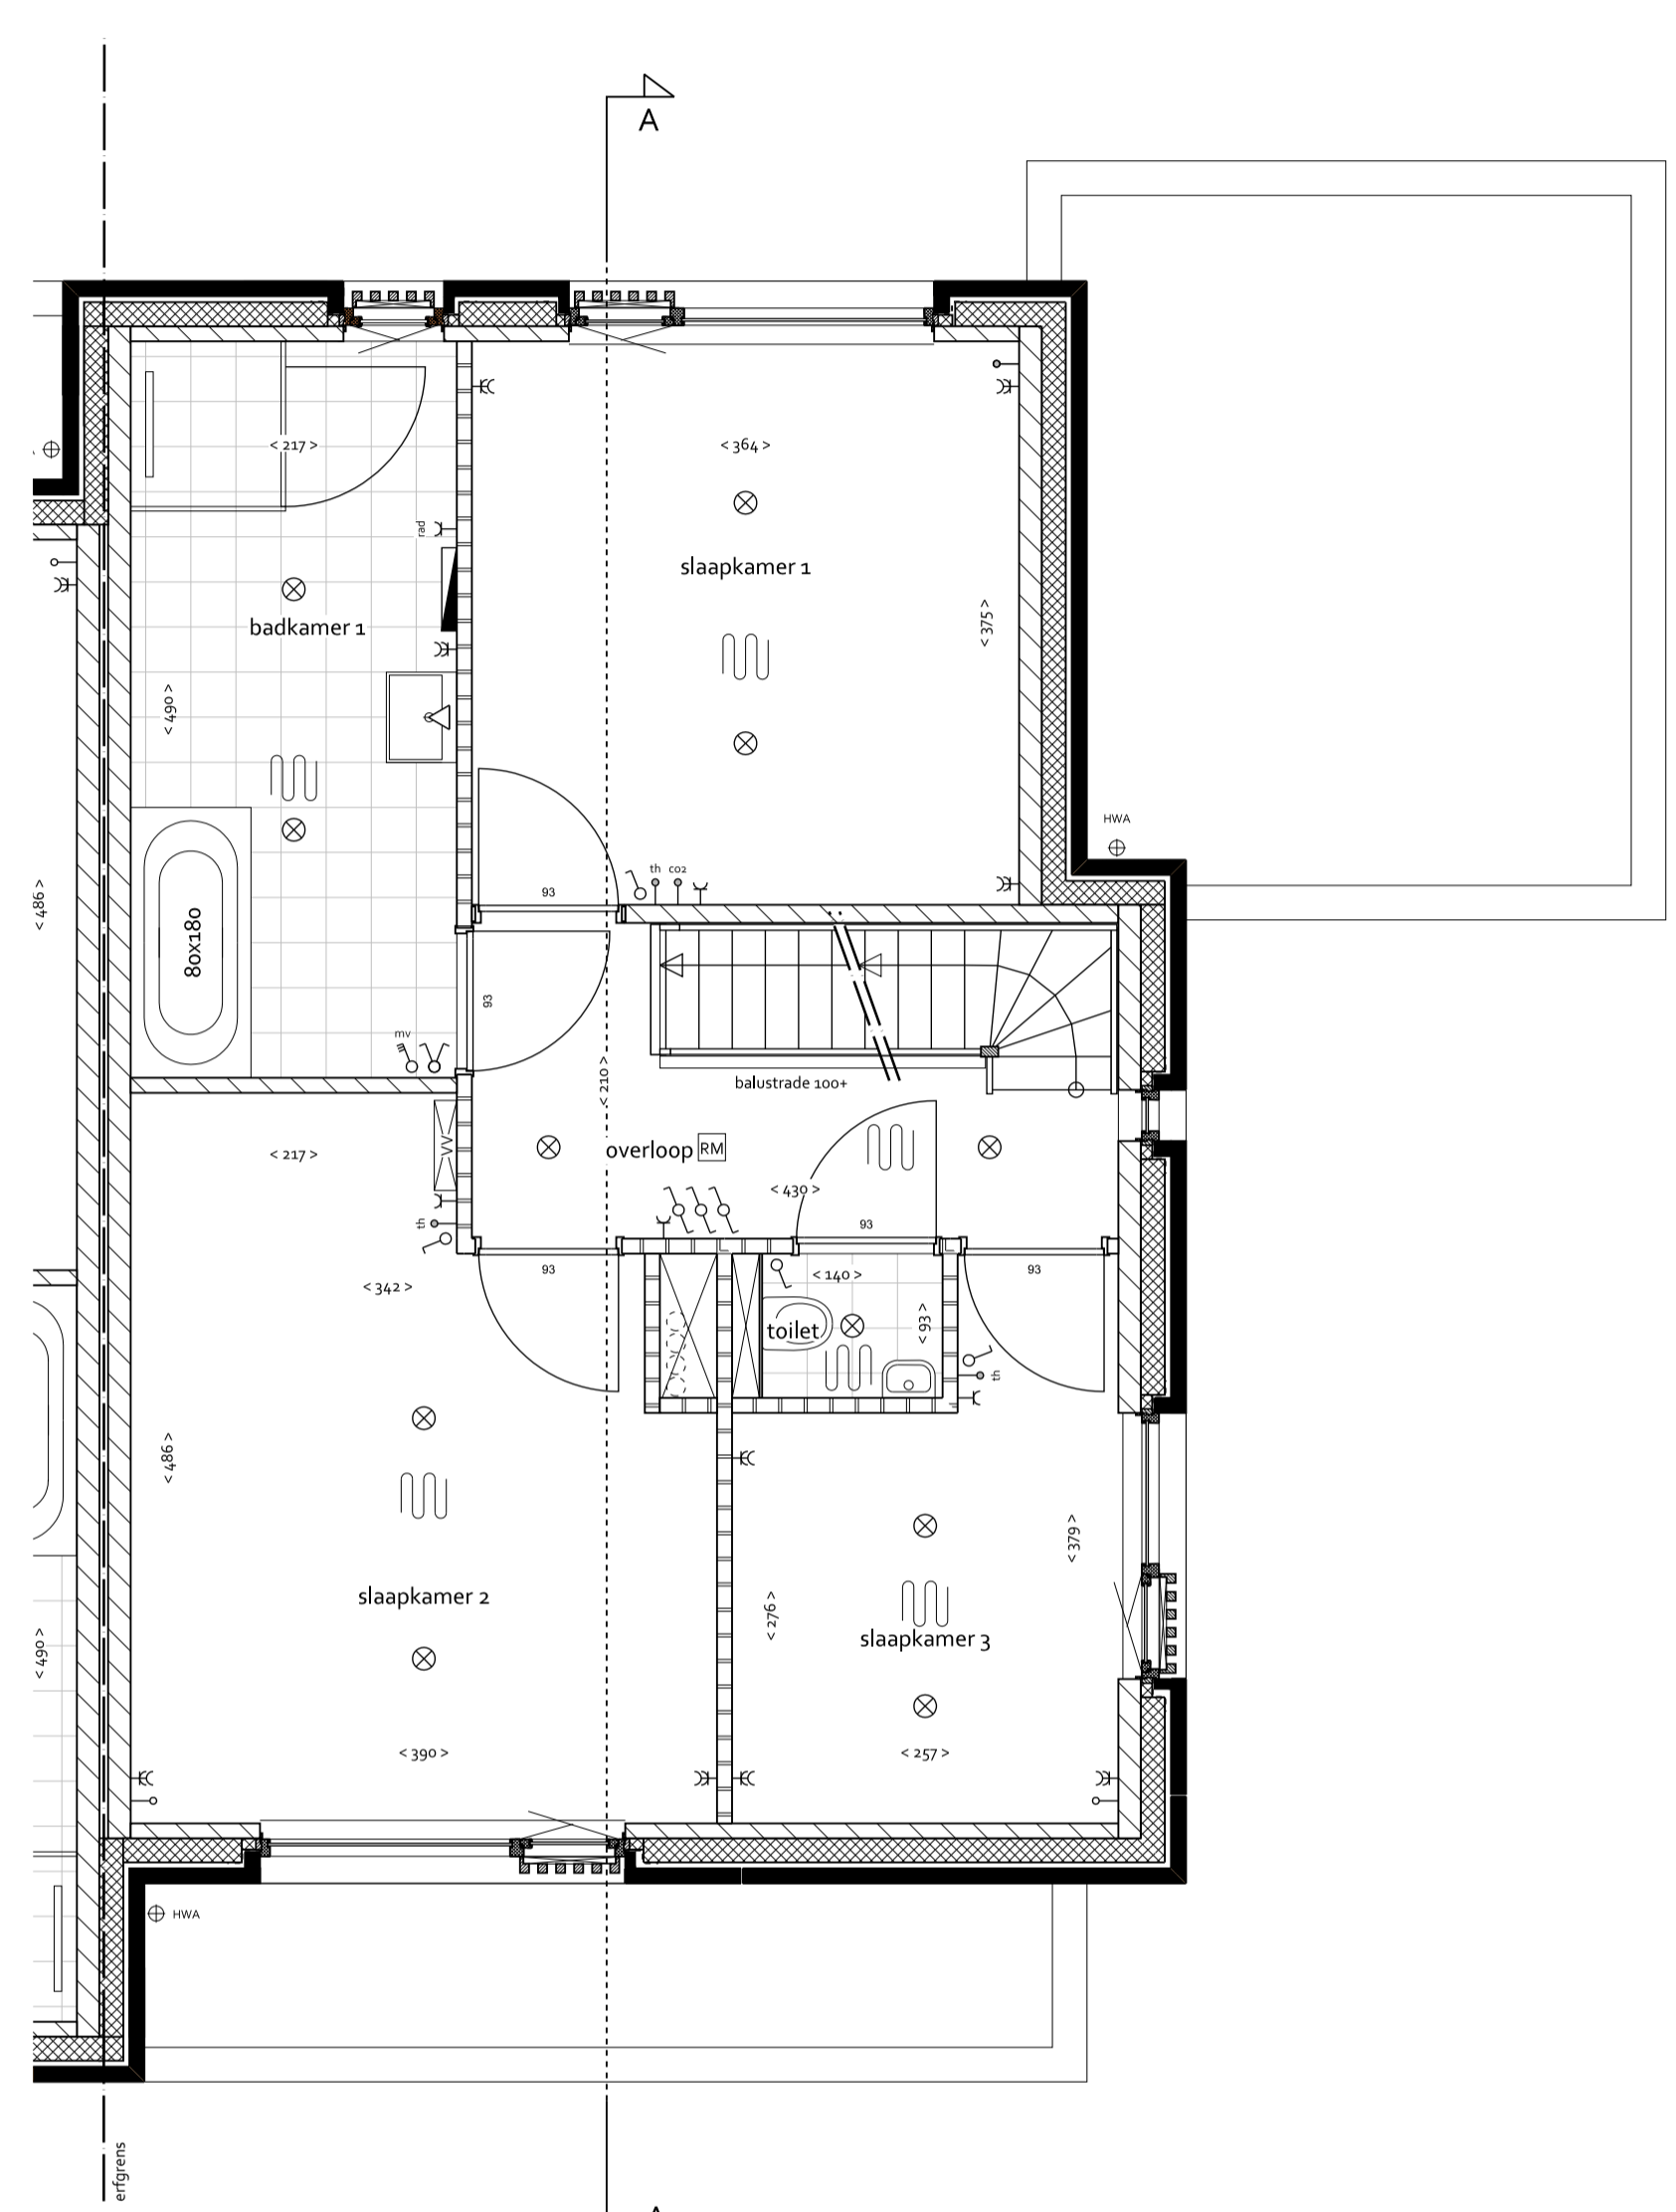 A
< 217 >
< 364 >
rad
slaapkamer 1
badkamer 1
< 375 >
< 490 >
HWA
th co2
93
< 486 >
80x180
93
mv
< 210 >
balustrade 100+
< 217 >
VV
overloop RM
< 430 >
th
93
93
< 342 >
< 140 >
93
toilet
< 93 >
th
< 486 >
< 379 >
slaapkamer 2
< 276 >
slaapkamer 3
< 490 >
< 390 >
< 257 >
HWA
erfgrens